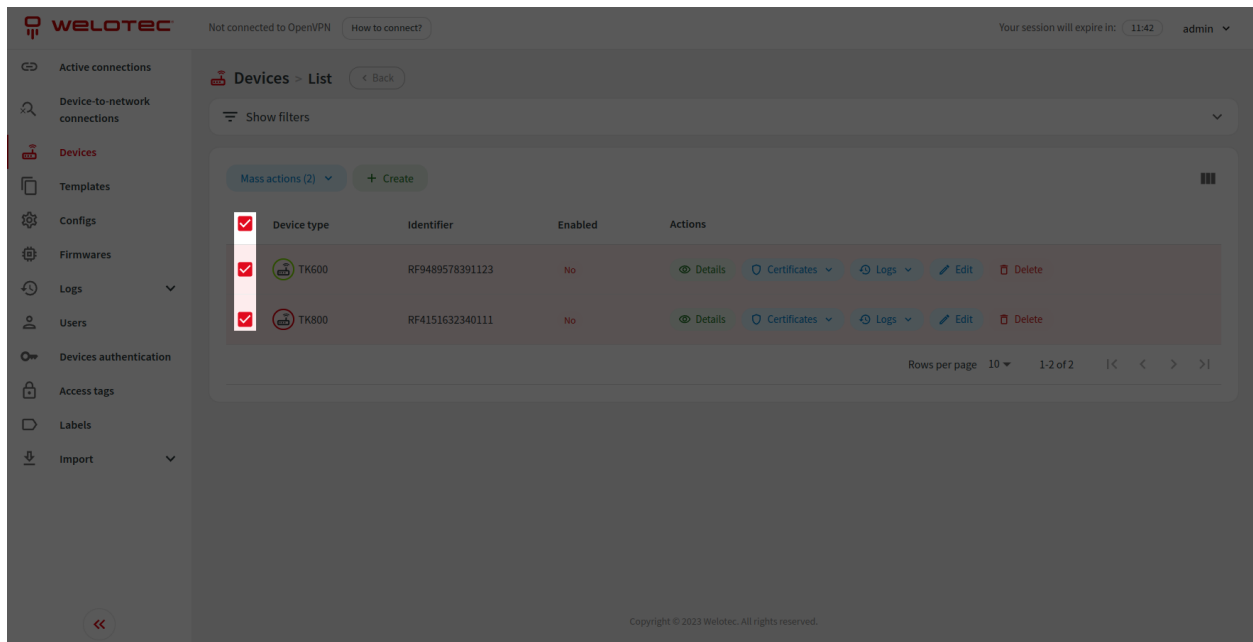 welotec
Not connected to OpenVPN How to connect? Your session will expire in: 11:42 admin
Active connections
Device-to-network
connections
Devices
Templates
Configs
Firmwares
Logs
Users
Devices authentication
Access tags
Labels
Import
Devices > List Back
Show filters
Mass actions (2) + Create
Device type Identifier Enabled Actions
TK600 RF9489578391123 No Details Certificates Logs Edit Delete
TK800 RF4151632340111 No Details Certificates Logs Edit Delete
Rows per page 10 1-2 of 2
Copyright © 2023 Welotec. All rights reserved.